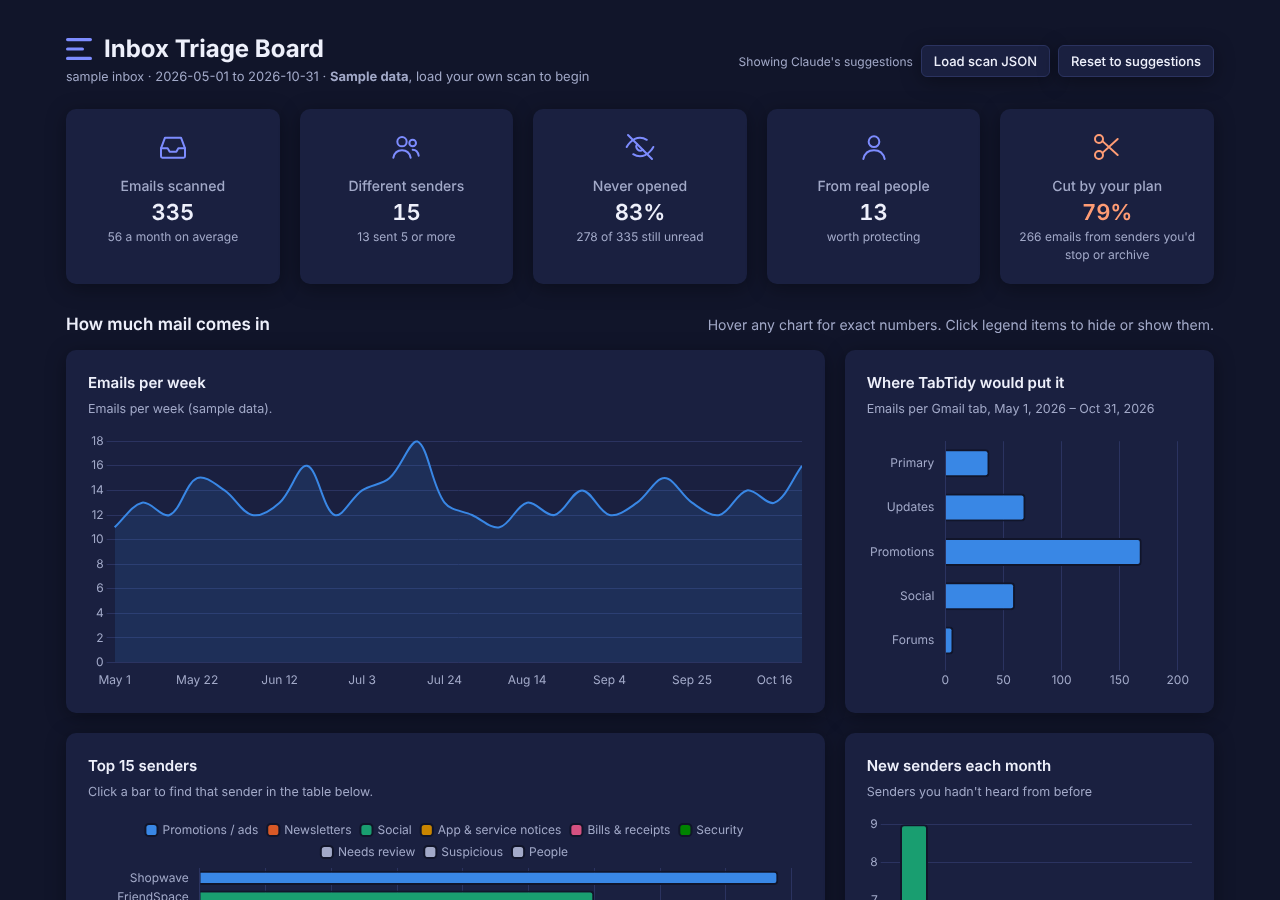 Inbox Triage Board
sample inbox · 2026-05-01 to 2026-10-31 · Sample data, load your own scan to begin
Showing Claude's suggestions
Load scan JSON
Reset to suggestions
Emails scanned
335
56 a month on average
Different senders
15
13 sent 5 or more
Never opened
83%
278 of 335 still unread
From real people
13
worth protecting
Cut by your plan
79%
266 emails from senders you'd
stop or archive
How much mail comes in
Hover any chart for exact numbers. Click legend items to hide or show them.
Emails per week
Emails per week (sample data).
18
16
14
12
10
8
6
4
2
0
May 1
May 22
Jun 12
Jul 3
Jul 24
Aug 14
Sep 4
Sep 25
Oct 16
Where TabTidy would put it
Emails per Gmail tab, May 1, 2026 – Oct 31, 2026
Primary
Updates
Promotions
Social
Forums
0
50
100
150
200
Top 15 senders
Click a bar to find that sender in the table below.
Promotions / ads
Newsletters
Social
App & service notices
Bills & receipts
Security
Needs review
Suspicious
People
Shopwave
FriendSpace
New senders each month
Senders you hadn't heard from before
9
8
7